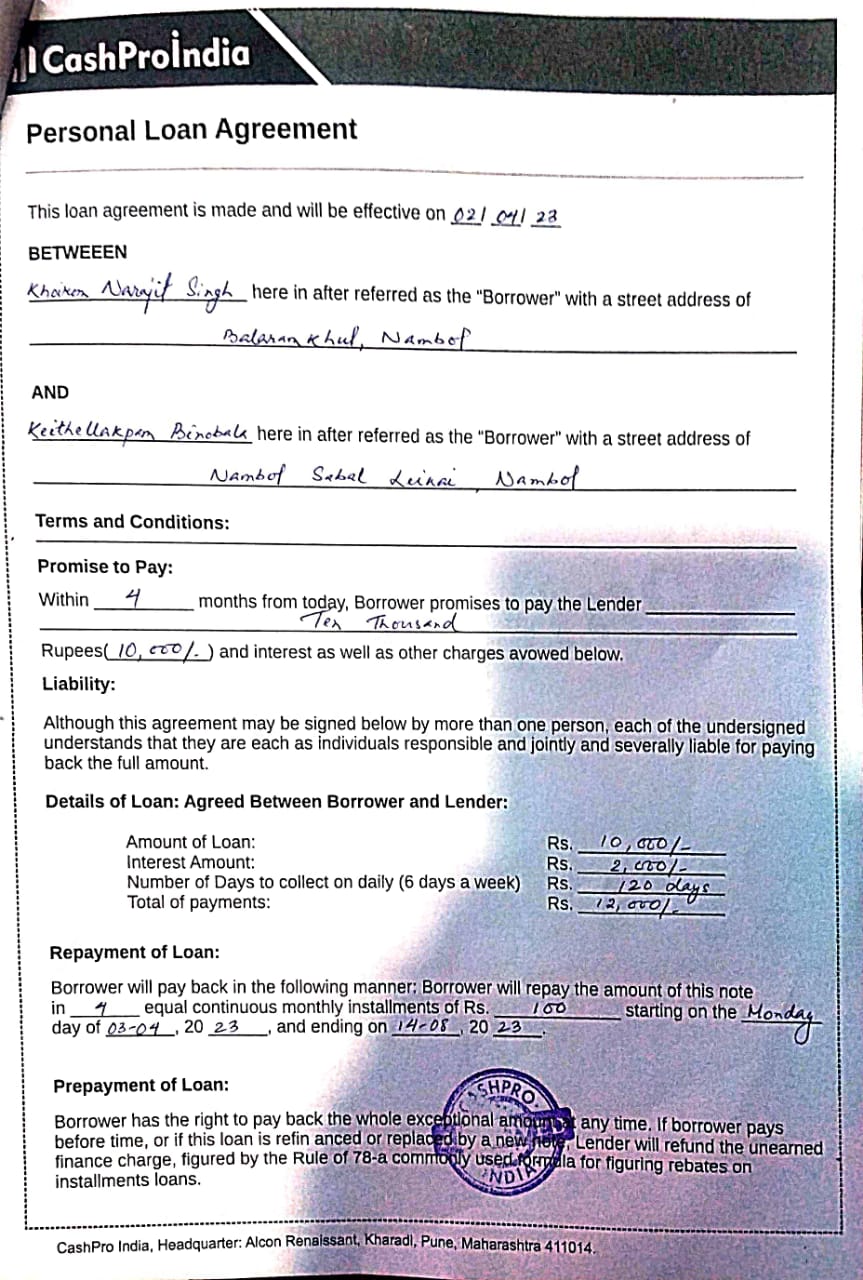 CashProIndia
Personal Loan Agreement
This loan agreement is made and will be effective on 02/ 04/ 23
BETWEEEN
Khaikom Narajit Singh here in after referred as the "Borrower" with a street address of
Balaram Khul, Nambol
AND
Keithellakpam Binobala here in after referred as the "Borrower" with a street address of
Nambol Sabal Leikai, Nambol
Terms and Conditions:
Promise to Pay:
Within 4 months from today, Borrower promises to pay the Lender
Ten Thousand
Rupees( 10,000/- ) and interest as well as other charges avowed below.
Liability:
Although this agreement may be signed below by more than one person, each of the undersigned
understands that they are each as individuals responsible and jointly and severally liable for paying
back the full amount.
Details of Loan: Agreed Between Borrower and Lender:
Amount of Loan: Rs. 10,000/-
Interest Amount: Rs. 2,000/-
Number of Days to collect on daily (6 days a week) Rs. 120 days
Total of payments: Rs. 12,000/-
Repayment of Loan:
Borrower will pay back in the following manner: Borrower will repay the amount of this note
in 4 equal continuous monthly installments of Rs. 100 starting on the Monday
day of 03-04, 20 23, and ending on 14-08, 20 23.
Prepayment of Loan:
CASHPRO
Borrower has the right to pay back the whole exceptional amount at any time. If borrower pays
before time, or if this loan is refin anced or replaced by a new note, Lender will refund the unearned
finance charge, figured by the Rule of 78-a commonly used formula for figuring rebates on
INDIA
installments loans.
CashPro India, Headquarter: Alcon Renaissant, Kharadi, Pune, Maharashtra 411014.